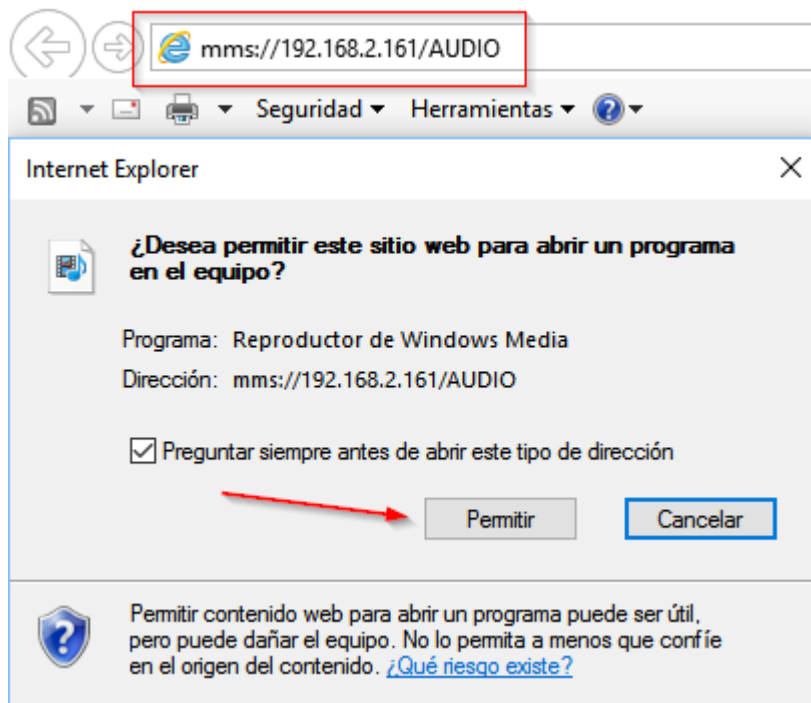 mms://192.168.2.161/AUDIO
Seguridad Herramientas
Internet Explorer
¿Desea permitir este sitio web para abrir un programa
en el equipo?
Programa: Reproductor de Windows Media
Dirección: mms://192.168.2.161/AUDIO
Preguntar siempre antes de abrir este tipo de dirección
Permitir Cancelar
Permitir contenido web para abrir un programa puede ser útil,
pero puede dañar el equipo. No lo permita a menos que confíe
en el origen del contenido. ¿Qué riesgo existe?